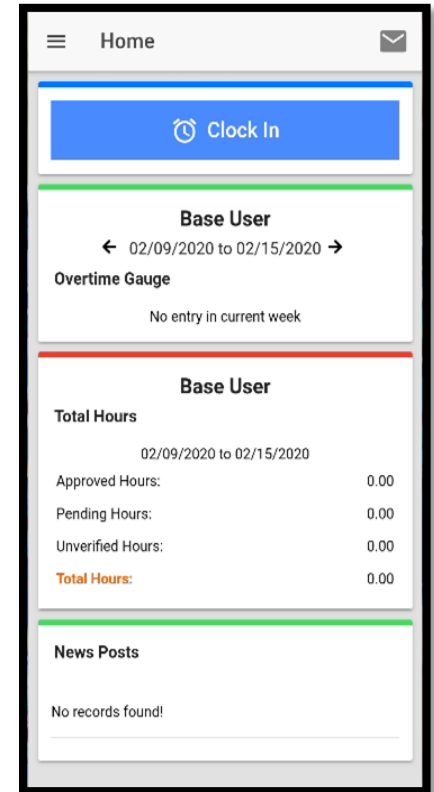 Home
Clock In
Base User
02/09/2020 to 02/15/2020
Overtime Gauge
No entry in current week
Base User
Total Hours
02/09/2020 to 02/15/2020
Approved Hours: 0.00
Pending Hours: 0.00
Unverified Hours: 0.00
Total Hours: 0.00
News Posts
No records found!